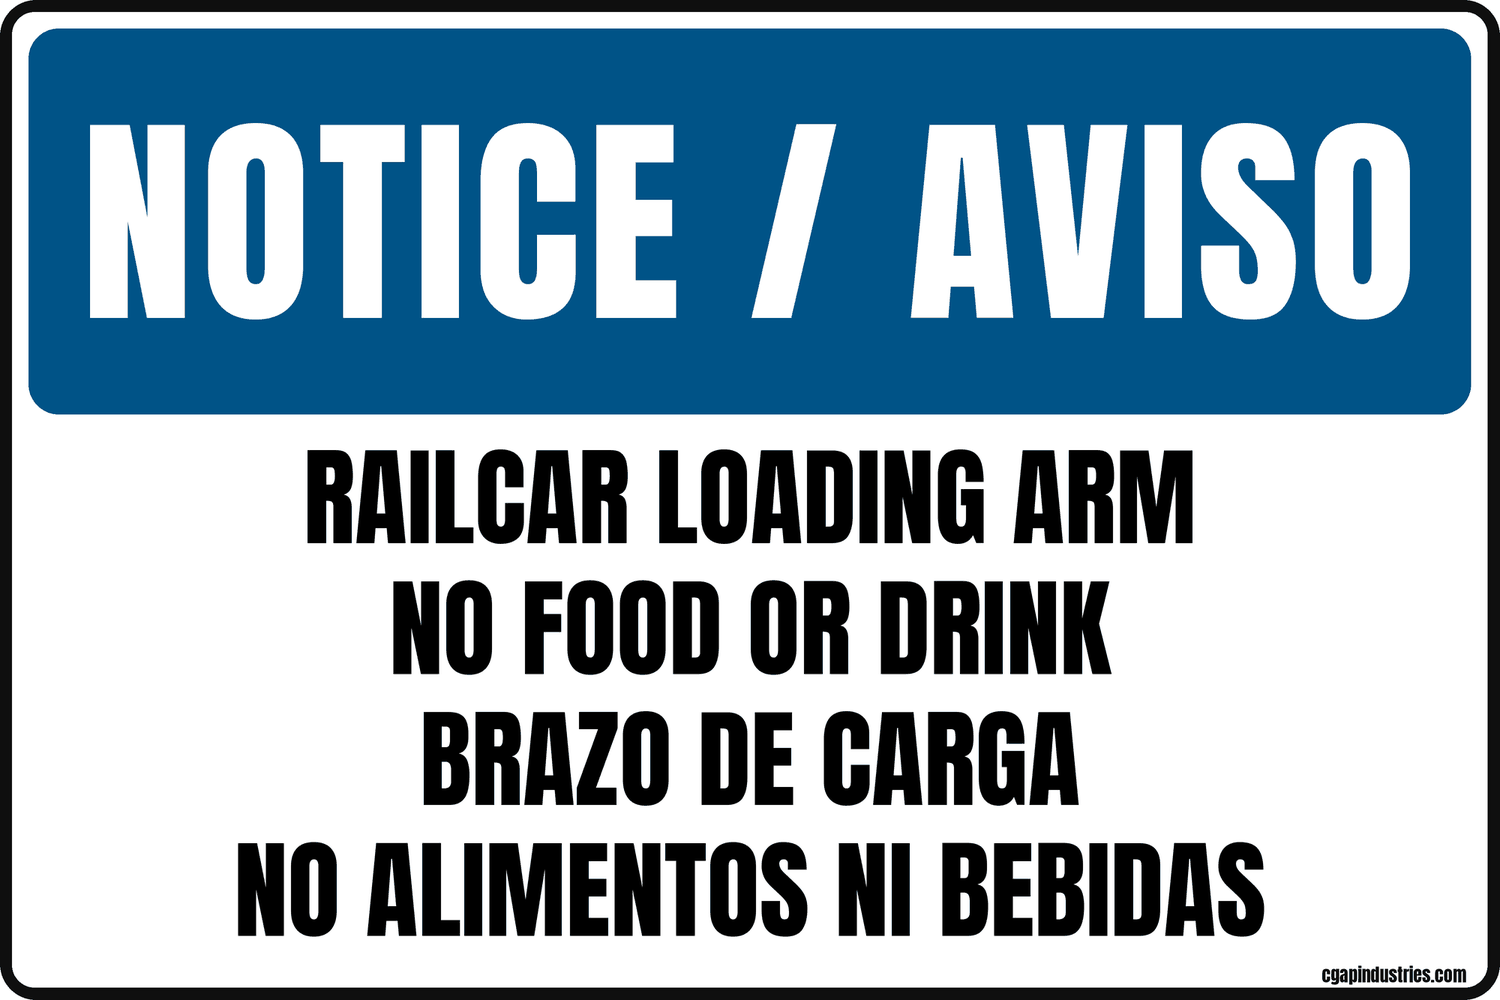 NOTICE / AVISO
RAILCAR LOADING ARM
NO FOOD OR DRINK
BRAZO DE CARGA
NO ALIMENTOS NI BEBIDAS
cgapindustries.com